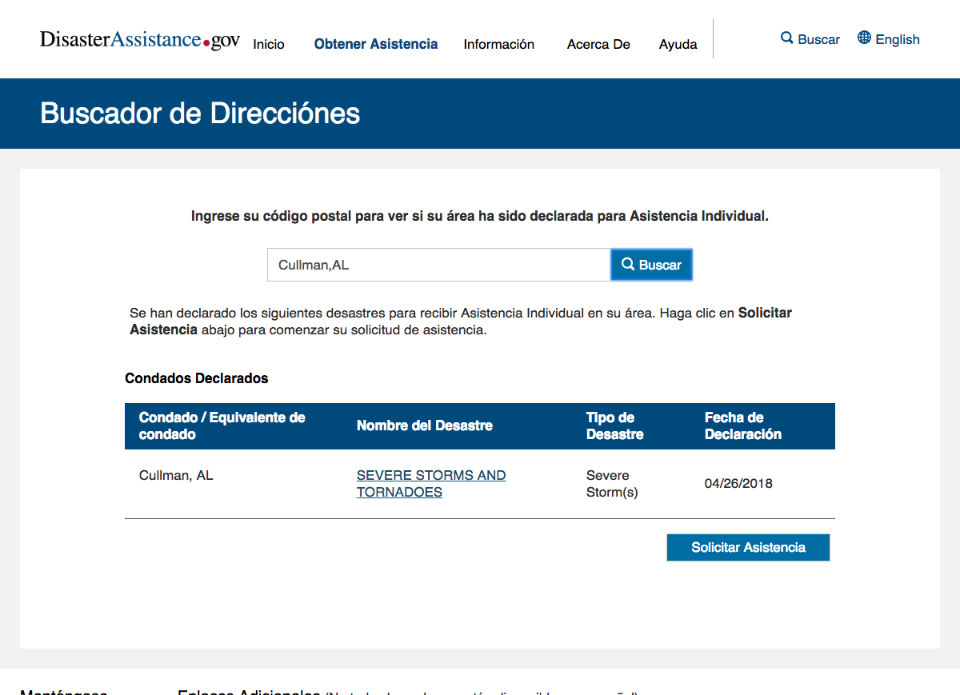 DisasterAssistance.gov Inicio Obtener Asistencia Información Acerca De Ayuda Buscar English
Buscador de Direcciónes
Ingrese su código postal para ver si su área ha sido declarada para Asistencia Individual.
Cullman,AL Buscar
Se han declarado los siguientes desastres para recibir Asistencia Individual en su área. Haga clic en Solicitar
Asistencia abajo para comenzar su solicitud de asistencia.
Condados Declarados
Condado / Equivalente de condado Nombre del Desastre Tipo de Desastre Fecha de Declaración
Cullman, AL SEVERE STORMS AND TORNADOES Severe Storm(s) 04/26/2018
Solicitar Asistencia
Enlaces Adicionales